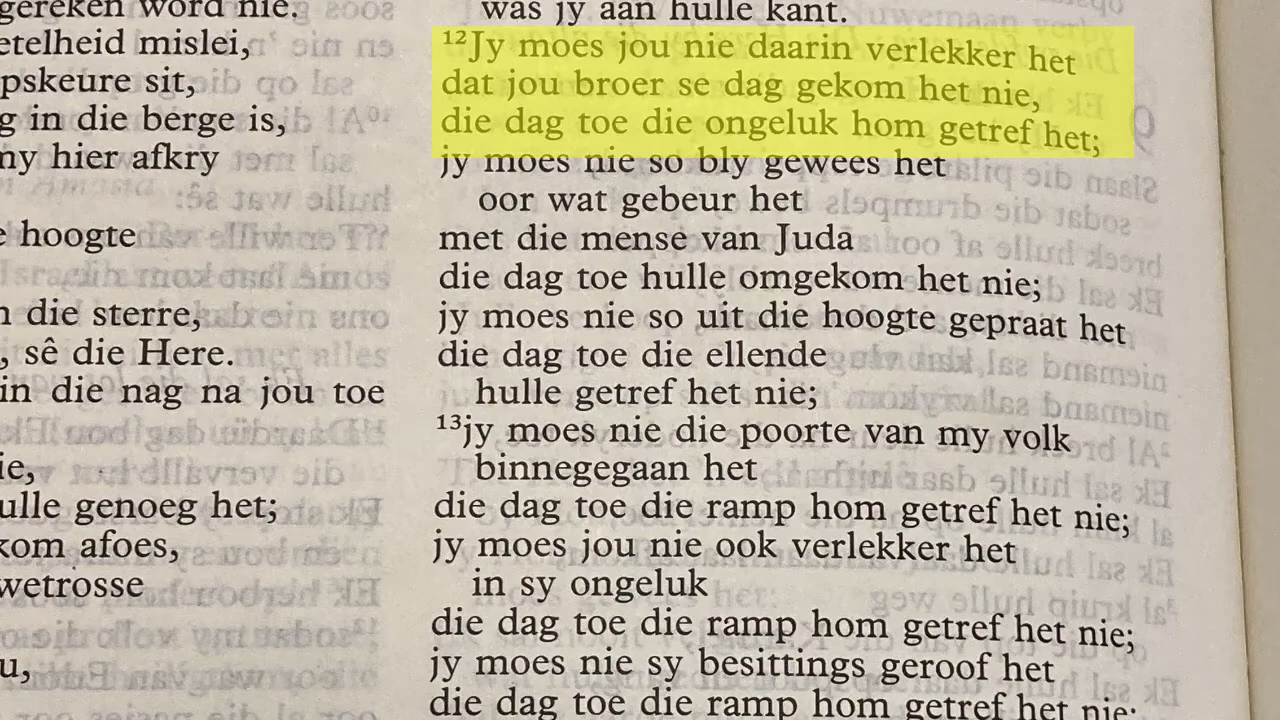 gereken word nie.
etelheid mislei,
pskeure sit,
g in die berge is,
ny hier afkry
e hoogte
n die sterre,
, sê die Here.
in die nag na jou toe
ie,
ulle genoeg het;
kom afoes,
wetrosse
u,
was jy aan hulle kant.
¹²Jy moes jou nie daarin verlekker het
dat jou broer se dag gekom het nie,
die dag toe die ongeluk hom getref het;
jy moes nie so bly gewees het
oor wat gebeur het
met die mense van Juda
die dag toe hulle omgekom het nie;
jy moes nie so uit die hoogte gepraat het
die dag toe die ellende
hulle getref het nie;
¹³jy moes nie die poorte van my volk
binnegegaan het
die dag toe die ramp hom getref het nie;
jy moes jou nie ook verlekker het
in sy ongeluk
die dag toe die ramp hom getref het nie;
jy moes nie sy besittings geroof het
die dag toe die ramp hom getref het nie;